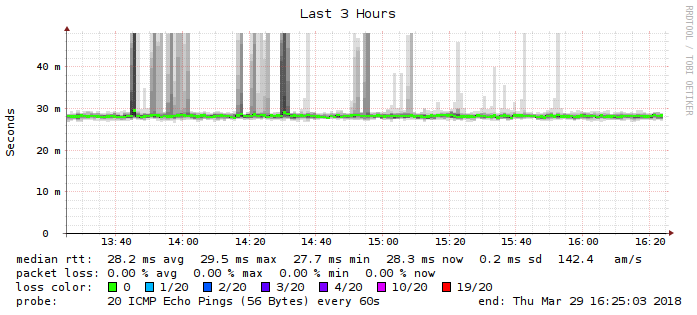 Last 3 Hours
RRDTOOL / TOBI OETIKER
Seconds
40 m
30 m
20 m
10 m
0
13:40 14:00 14:20 14:40 15:00 15:20 15:40 16:00 16:20
median rtt: 28.2 ms avg 29.5 ms max 27.7 ms min 28.3 ms now 0.2 ms sd 142.4 am/s
packet loss: 0.00 % avg 0.00 % max 0.00 % min 0.00 % now
loss color: 0 1/20 2/20 3/20 4/20 10/20 19/20
probe: 20 ICMP Echo Pings (56 Bytes) every 60s end: Thu Mar 29 16:25:03 2018